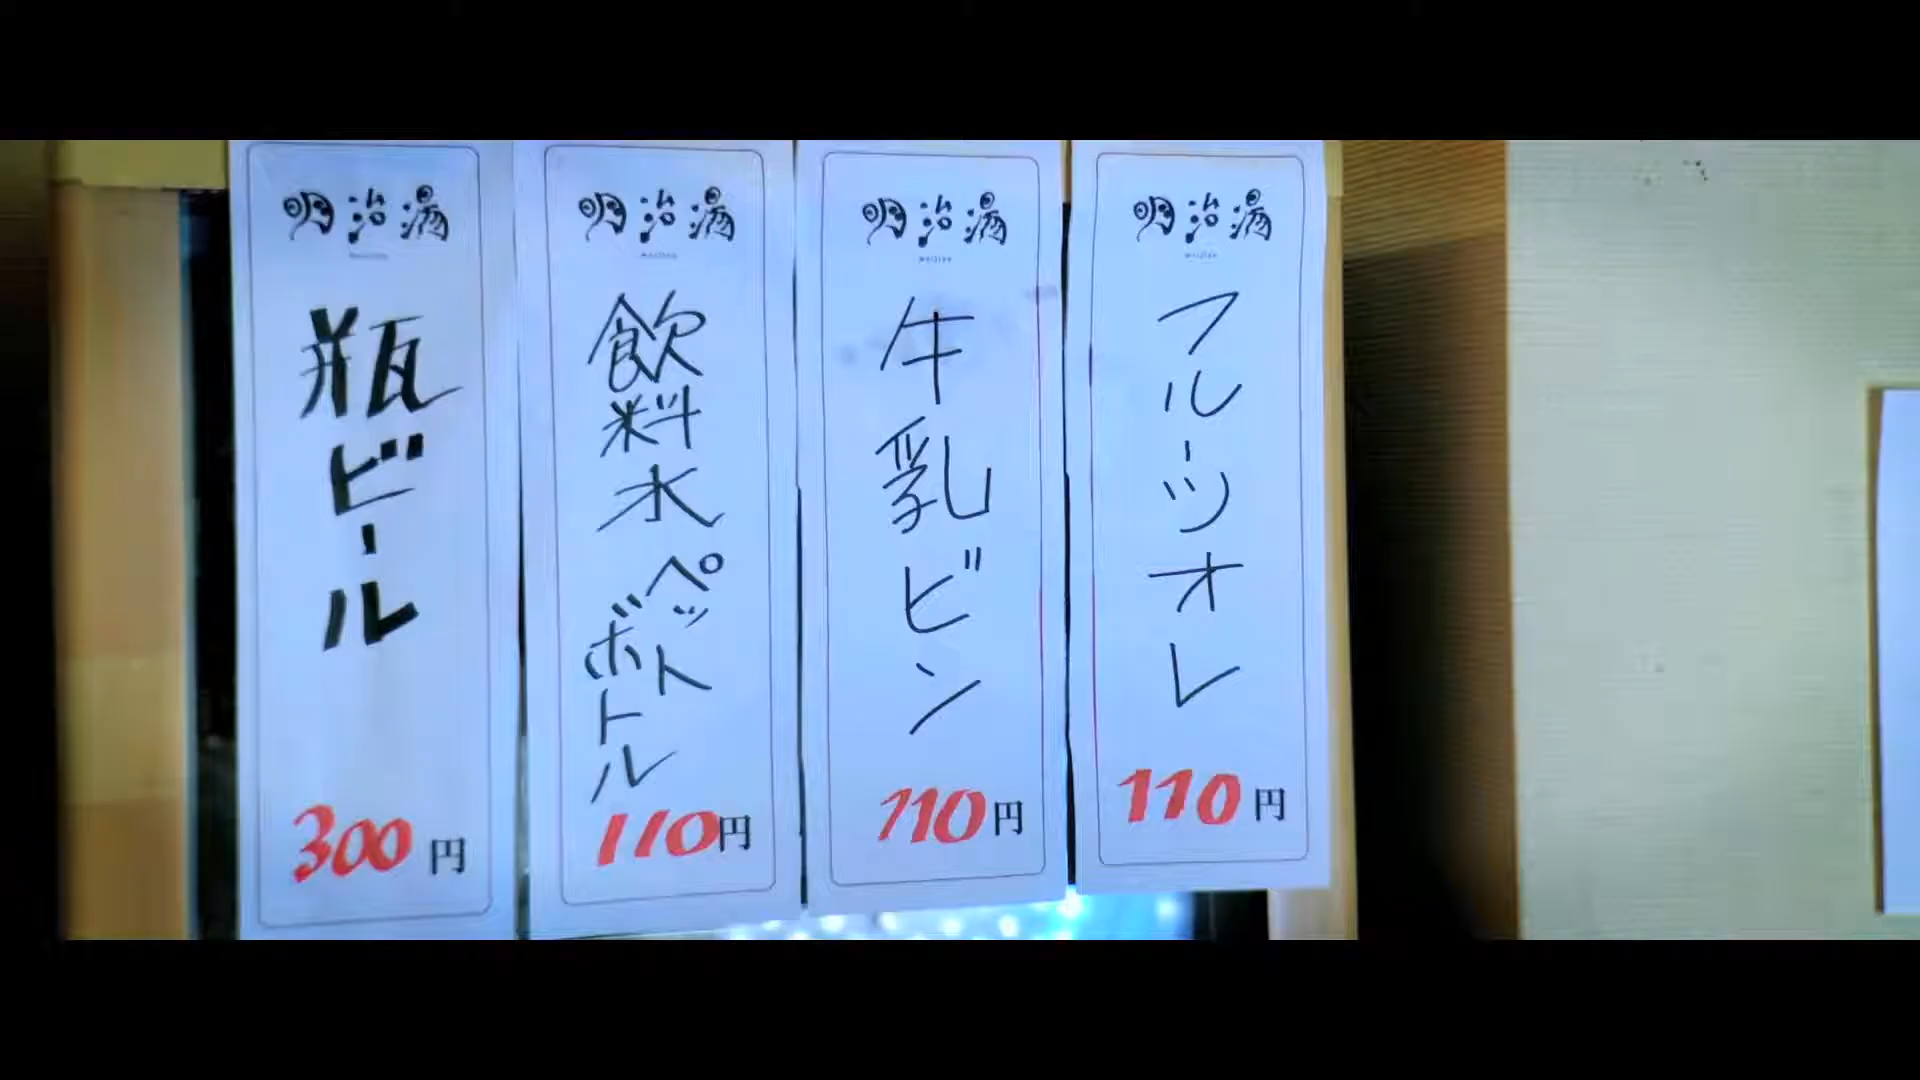 明治湯
瓶ビール
300円
明治湯
飲料水
ペット
ボトル
110円
明治湯
牛乳ビン
110円
明治湯
フルーツオレ
110円